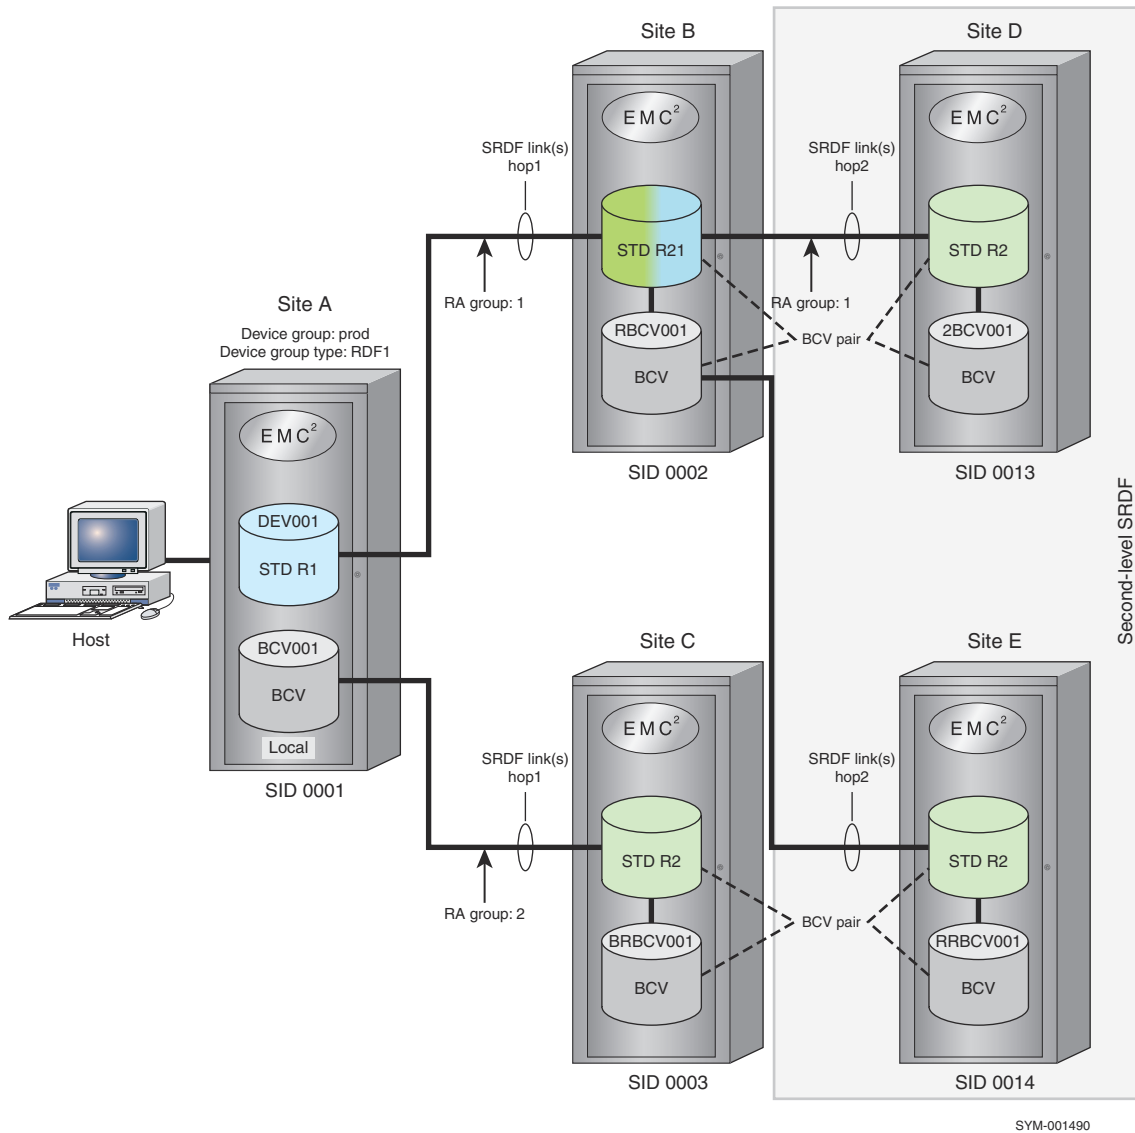 Site B
Site D
EMC²
EMC²
SRDF link(s)
hop1
SRDF link(s)
hop2
STD R21
STD R2
RA group: 1
RA group: 1
Site A
Device group: prod
Device group type: RDF1
RBCV001
BCV pair
2BCV001
BCV
BCV
EMC²
SID 0002
SID 0013
Second-level SRDF
DEV001
STD R1
Host
BCV001
BCV
Local
SID 0001
Site C
Site E
EMC²
EMC²
SRDF link(s)
hop1
SRDF link(s)
hop2
STD R2
STD R2
RA group: 2
BCV pair
BRBCV001
RRBCV001
BCV
BCV
SID 0003
SID 0014
SYM-001490